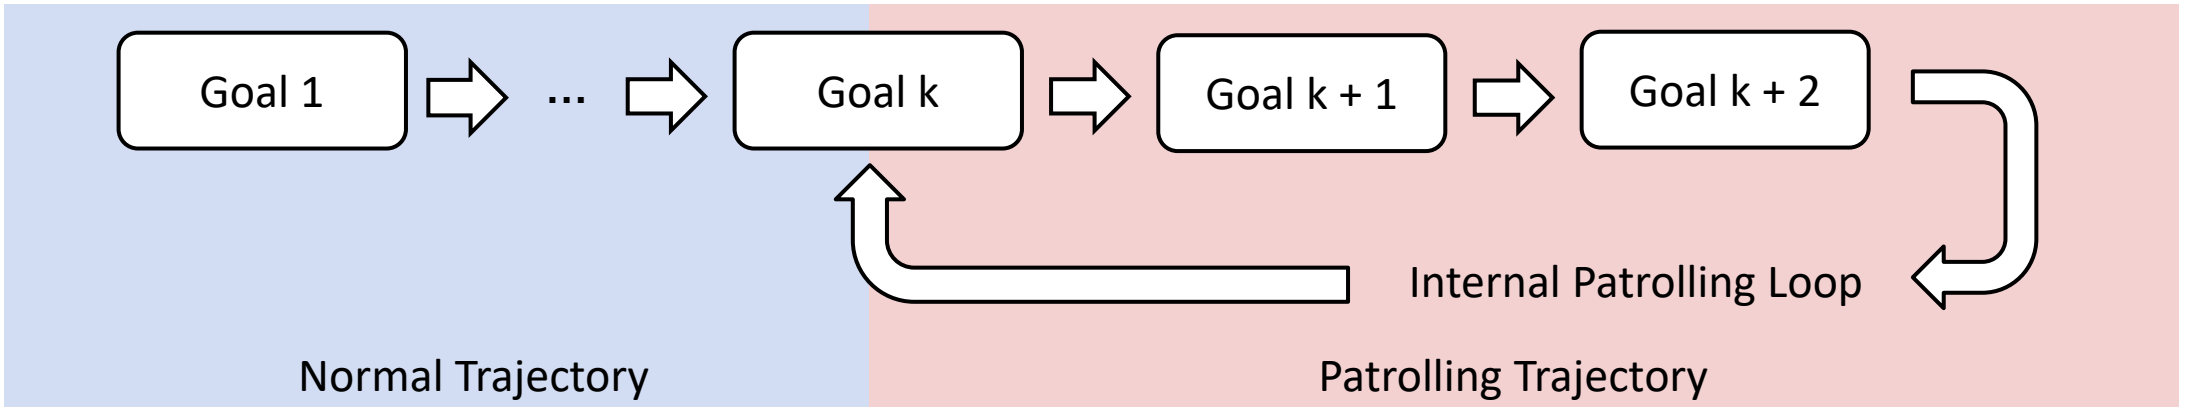 Goal 1
...
Goal k
Goal k + 1
Goal k + 2
Internal Patrolling Loop
Normal Trajectory
Patrolling Trajectory